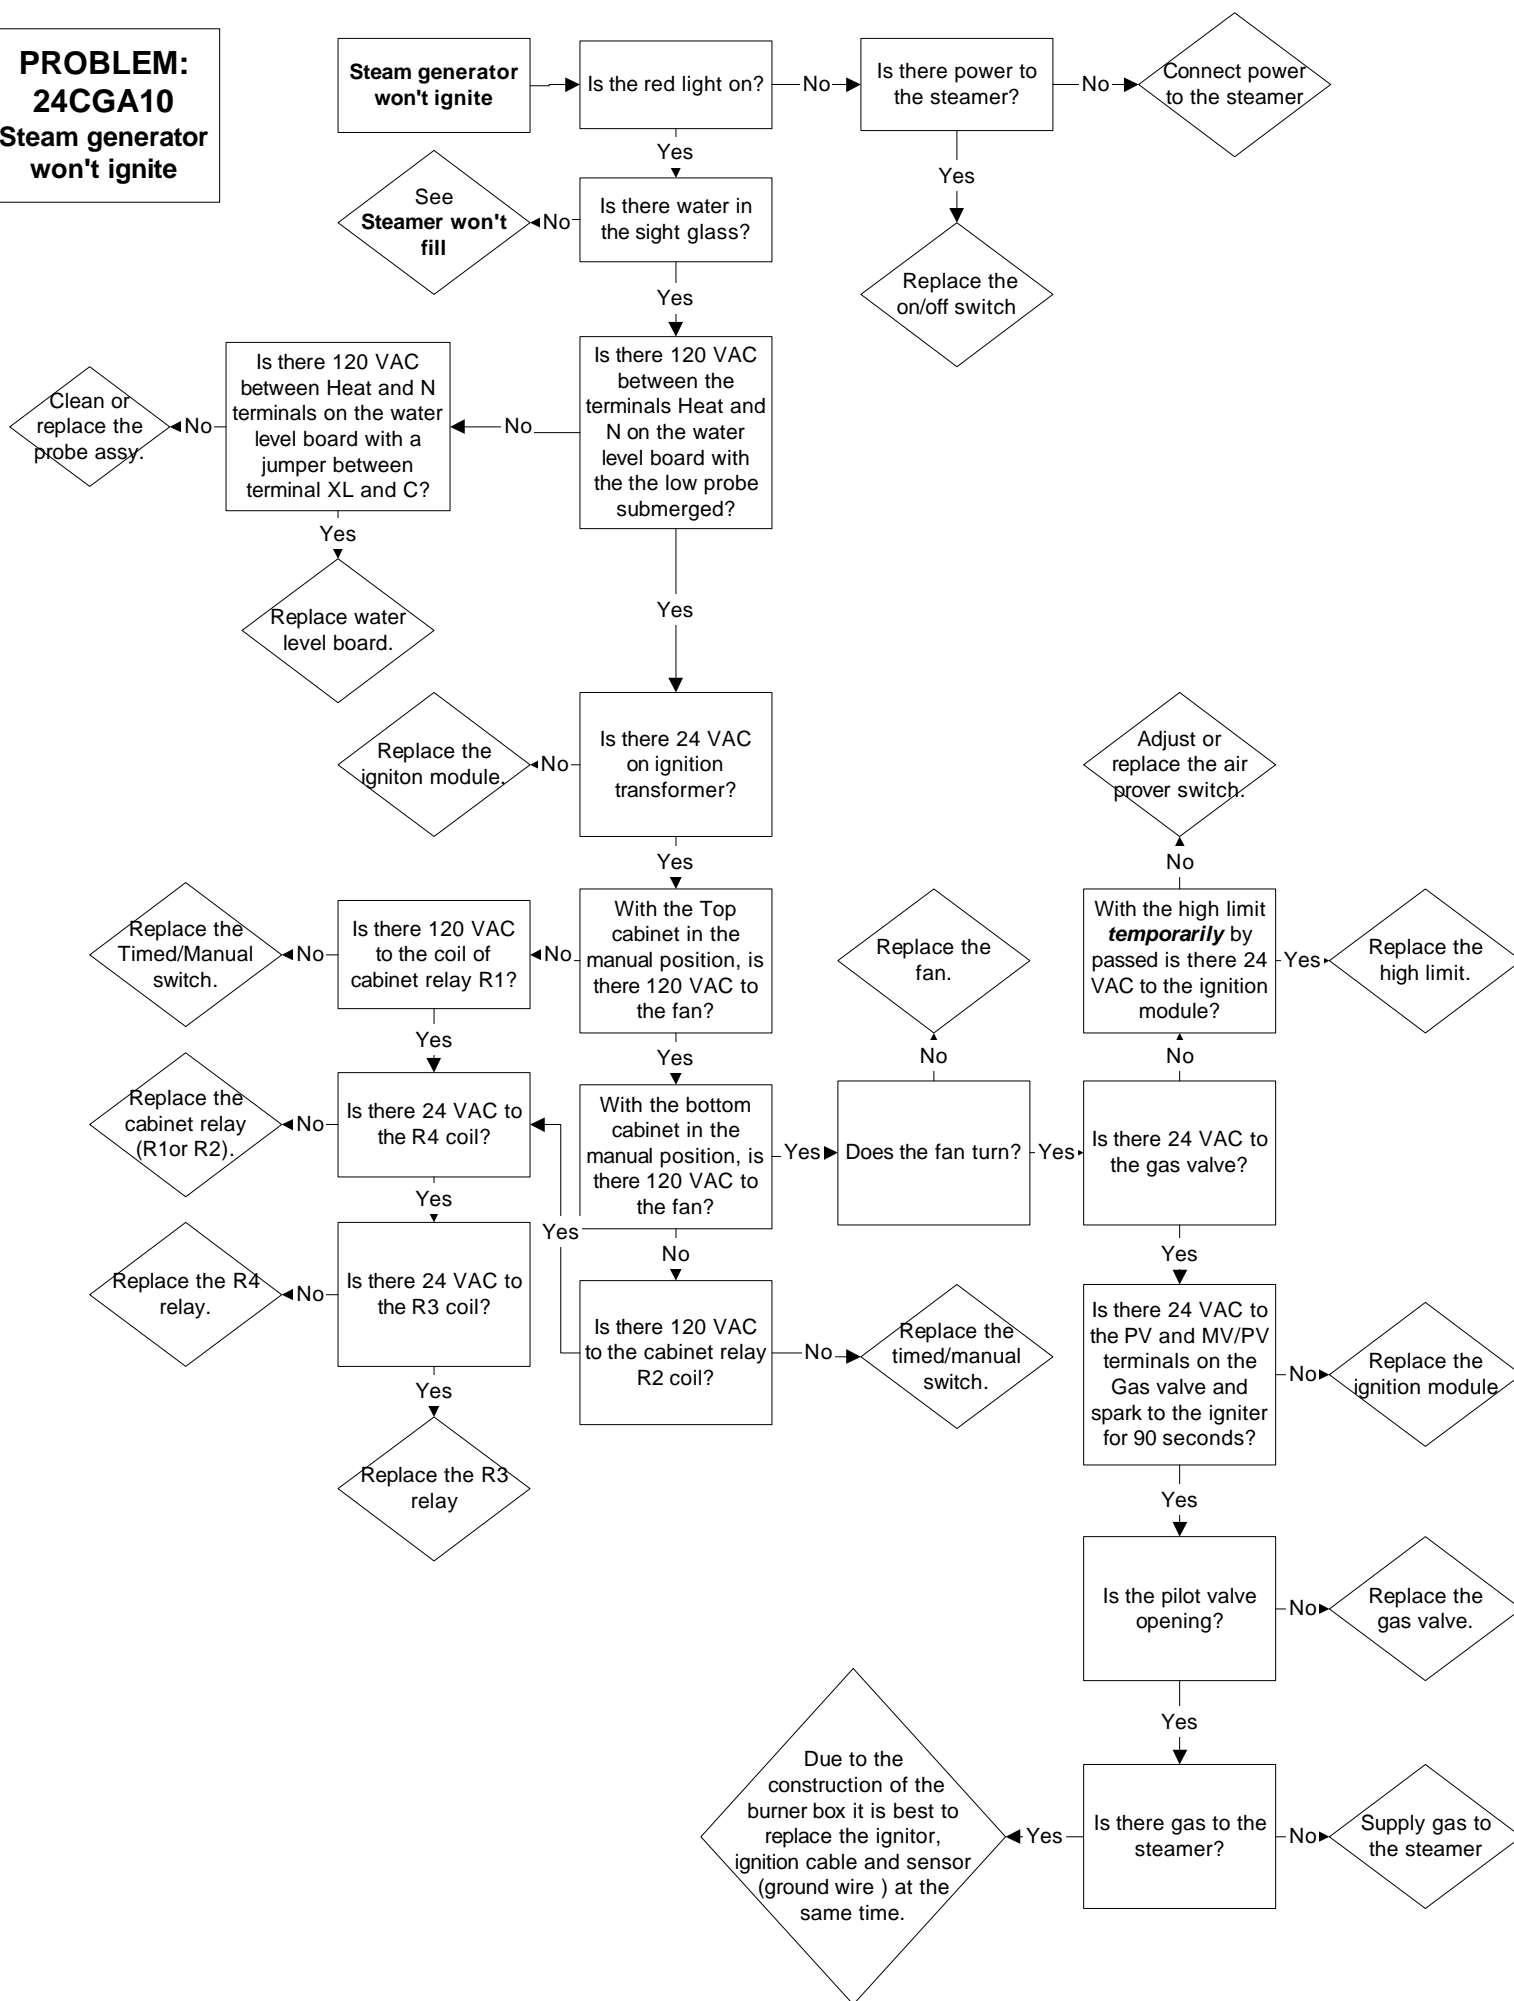 PROBLEM:
24CGA10
Steam generator
won't ignite
Steam generator
won't ignite
Is the red light on?
No
Is there power to
the steamer?
No
Connect power
to the steamer
Yes
Yes
See
Steamer won't
fill
No
Is there water in
the sight glass?
Replace the
on/off switch
Yes
Clean or
replace the
probe assy.
No
Is there 120 VAC
between Heat and N
terminals on the water
level board with a
jumper between
terminal XL and C?
No
Is there 120 VAC
between the
terminals Heat and
N on the water
level board with
the the low probe
submerged?
Yes
Replace water
level board.
Yes
Replace the
igniton module.
No
Is there 24 VAC
on ignition
transformer?
Adjust or
replace the air
prover switch.
Yes
No
Replace the
Timed/Manual
switch.
No
Is there 120 VAC
to the coil of
cabinet relay R1?
No
With the Top
cabinet in the
manual position, is
there 120 VAC to
the fan?
Replace the
fan.
With the high limit
temporarily by
passed is there 24
VAC to the ignition
module?
Yes
Replace the
high limit.
Yes
Yes
No
No
Replace the
cabinet relay
(R1or R2).
No
Is there 24 VAC to
the R4 coil?
With the bottom
cabinet in the
manual position, is
there 120 VAC to
the fan?
Yes
Does the fan turn?
Yes
Is there 24 VAC to
the gas valve?
Yes
Yes
No
Yes
Replace the R4
relay.
No
Is there 24 VAC to
the R3 coil?
Is there 120 VAC
to the cabinet relay
R2 coil?
No
Replace the
timed/manual
switch.
Is there 24 VAC to
the PV and MV/PV
terminals on the
Gas valve and
spark to the igniter
for 90 seconds?
No
Replace the
ignition module
Yes
Replace the R3
relay
Yes
Is the pilot valve
opening?
No
Replace the
gas valve.
Yes
Due to the
construction of the
burner box it is best to
replace the ignitor,
ignition cable and sensor
(ground wire ) at the
same time.
Yes
Is there gas to the
steamer?
No
Supply gas to
the steamer